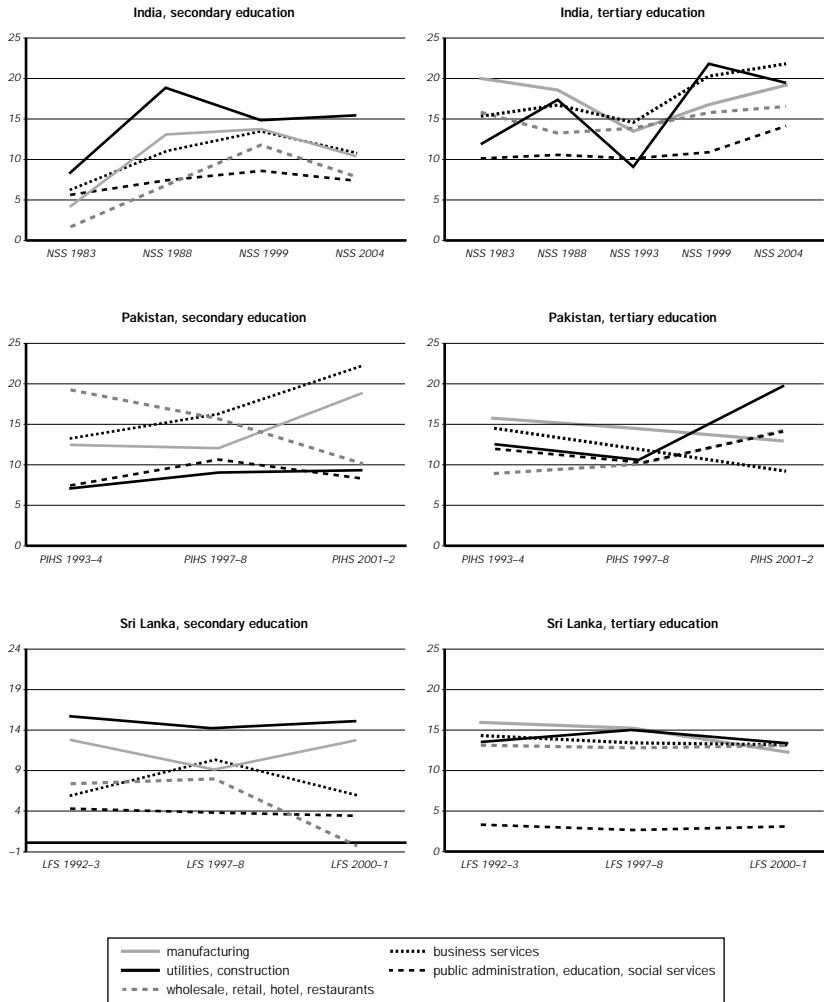 India, secondary education
25
20
15
10
5
0
NSS 1983 NSS 1988 NSS 1999 NSS 2004
India, tertiary education
25
20
15
10
5
0
NSS 1983 NSS 1988 NSS 1993 NSS 1999 NSS 2004
Pakistan, secondary education
25
20
15
10
5
0
PIHS 1993–4 PIHS 1997–8 PIHS 2001–2
Pakistan, tertiary education
25
20
15
10
5
0
PIHS 1993–4 PIHS 1997–8 PIHS 2001–2
Sri Lanka, secondary education
24
19
14
9
4
–1
LFS 1992–3 LFS 1997–8 LFS 2000–1
Sri Lanka, tertiary education
25
20
15
10
5
0
LFS 1992–3 LFS 1997–8 LFS 2000–1
manufacturing
utilities, construction
wholesale, retail, hotel, restaurants
business services
public administration, education, social services